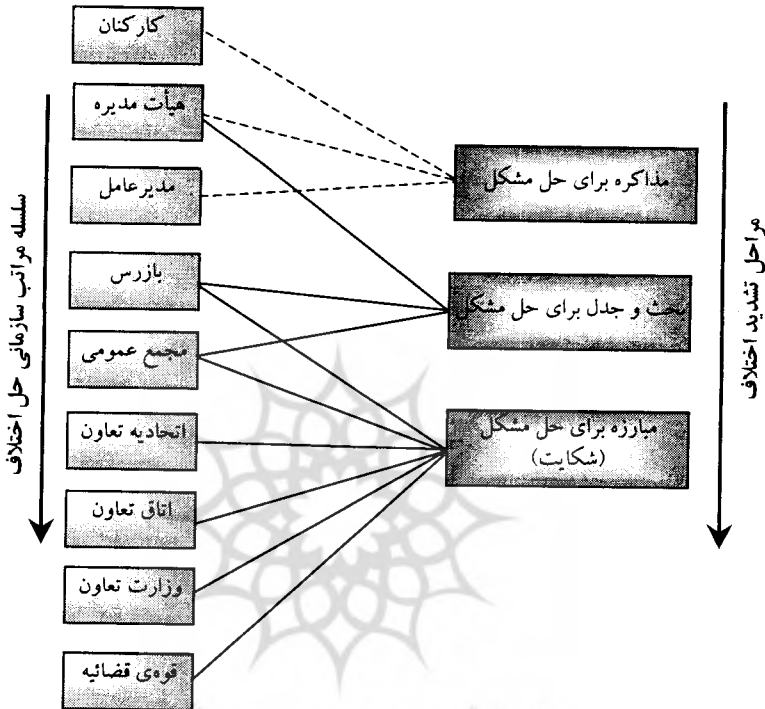 کارکنان
هیأت مدیره
مدیرعامل
بازرس
مجمع عمومی
اتحادیه تعاون
اتاق تعاون
وزارت تعاون
قوه‌ی قضائیه
مذاکره برای حل مشکل
بحث و جدل برای حل مشکل
مبارزه برای حل مشکل
(شکایت)
مراحل تشدید اختلاف
سلسله مراتب سازمانی حل اختلاف